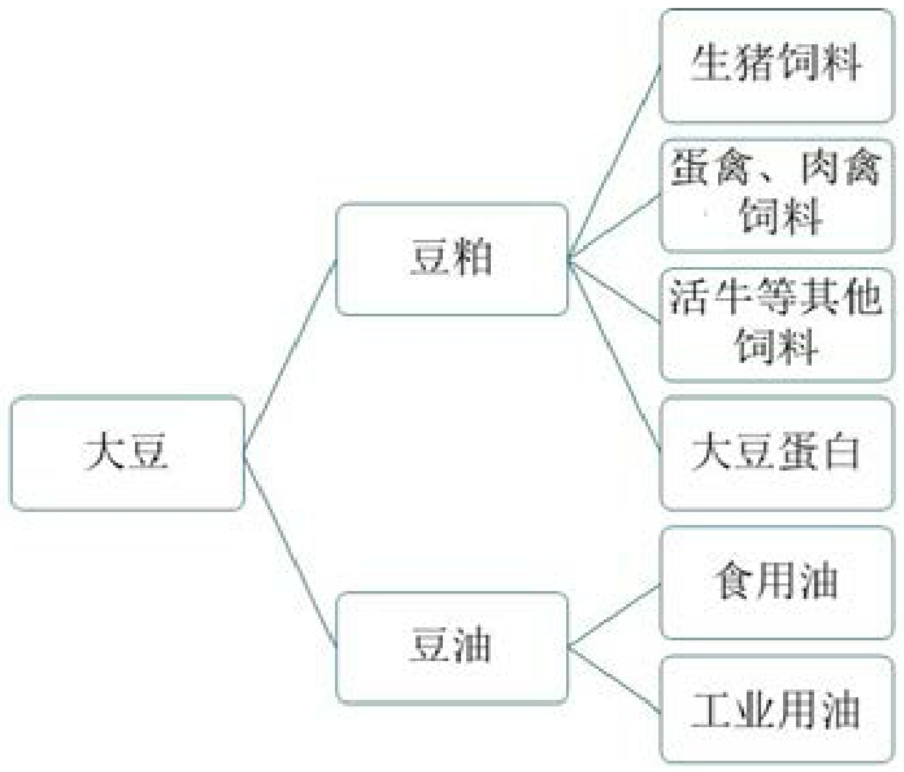 生猪饲料
蛋禽、肉禽
饲料
豆粕
活牛等其他
饲料
大豆
大豆蛋白
食用油
豆油
工业用油